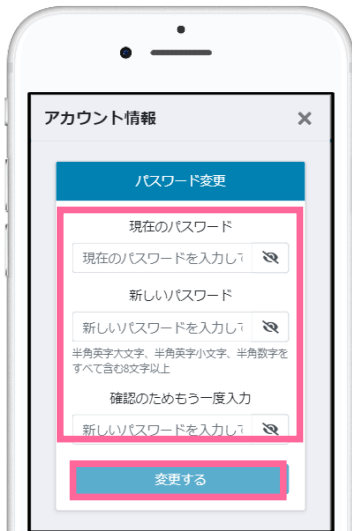 アカウント情報
パスワード変更
現在のパスワード
現在のパスワードを入力して
新しいパスワード
新しいパスワードを入力して
半角英字大文字、半角英字小文字、半角数字を
すべて含む8文字以上
確認のためもう一度入力
新しいパスワードを入力して
変更する